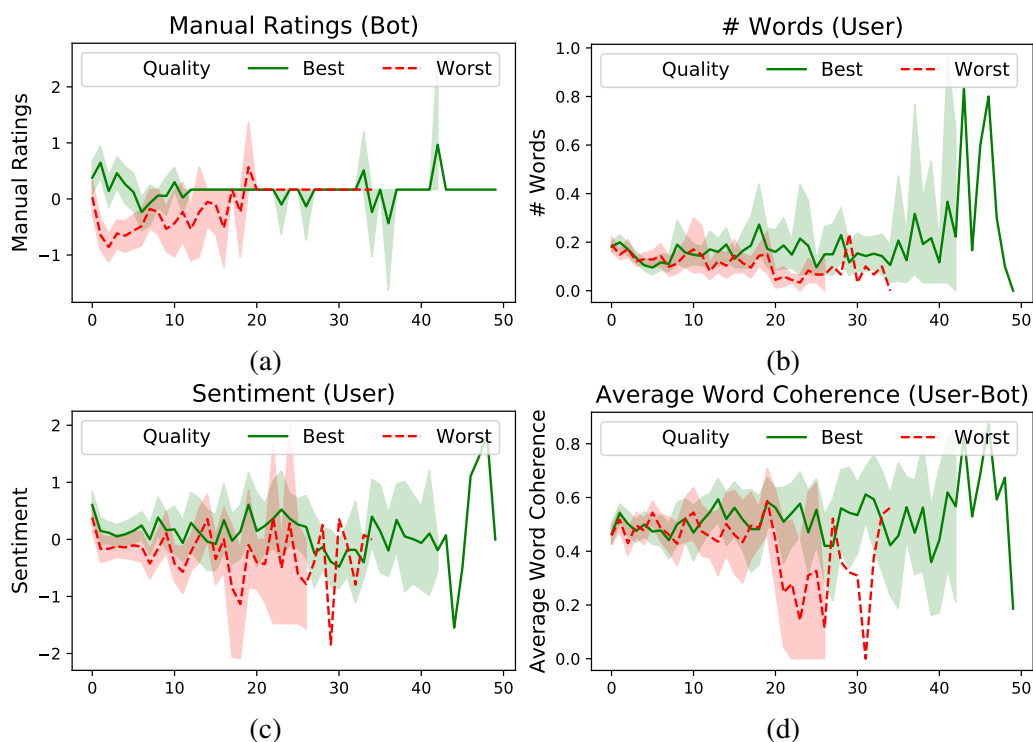 Manual Ratings (Bot)
Quality Best Worst
Manual Ratings
2
1
0
−1
0 10 20 30 40 50
(a)
# Words (User)
Quality Best Worst
# Words
1.0
0.8
0.6
0.4
0.2
0.0
0 10 20 30 40 50
(b)
Sentiment (User)
Quality Best Worst
Sentiment
2
1
0
−1
−2
0 10 20 30 40 50
(c)
Average Word Coherence (User-Bot)
Quality Best Worst
Average Word Coherence
0.8
0.6
0.4
0.2
0.0
0 10 20 30 40 50
(d)